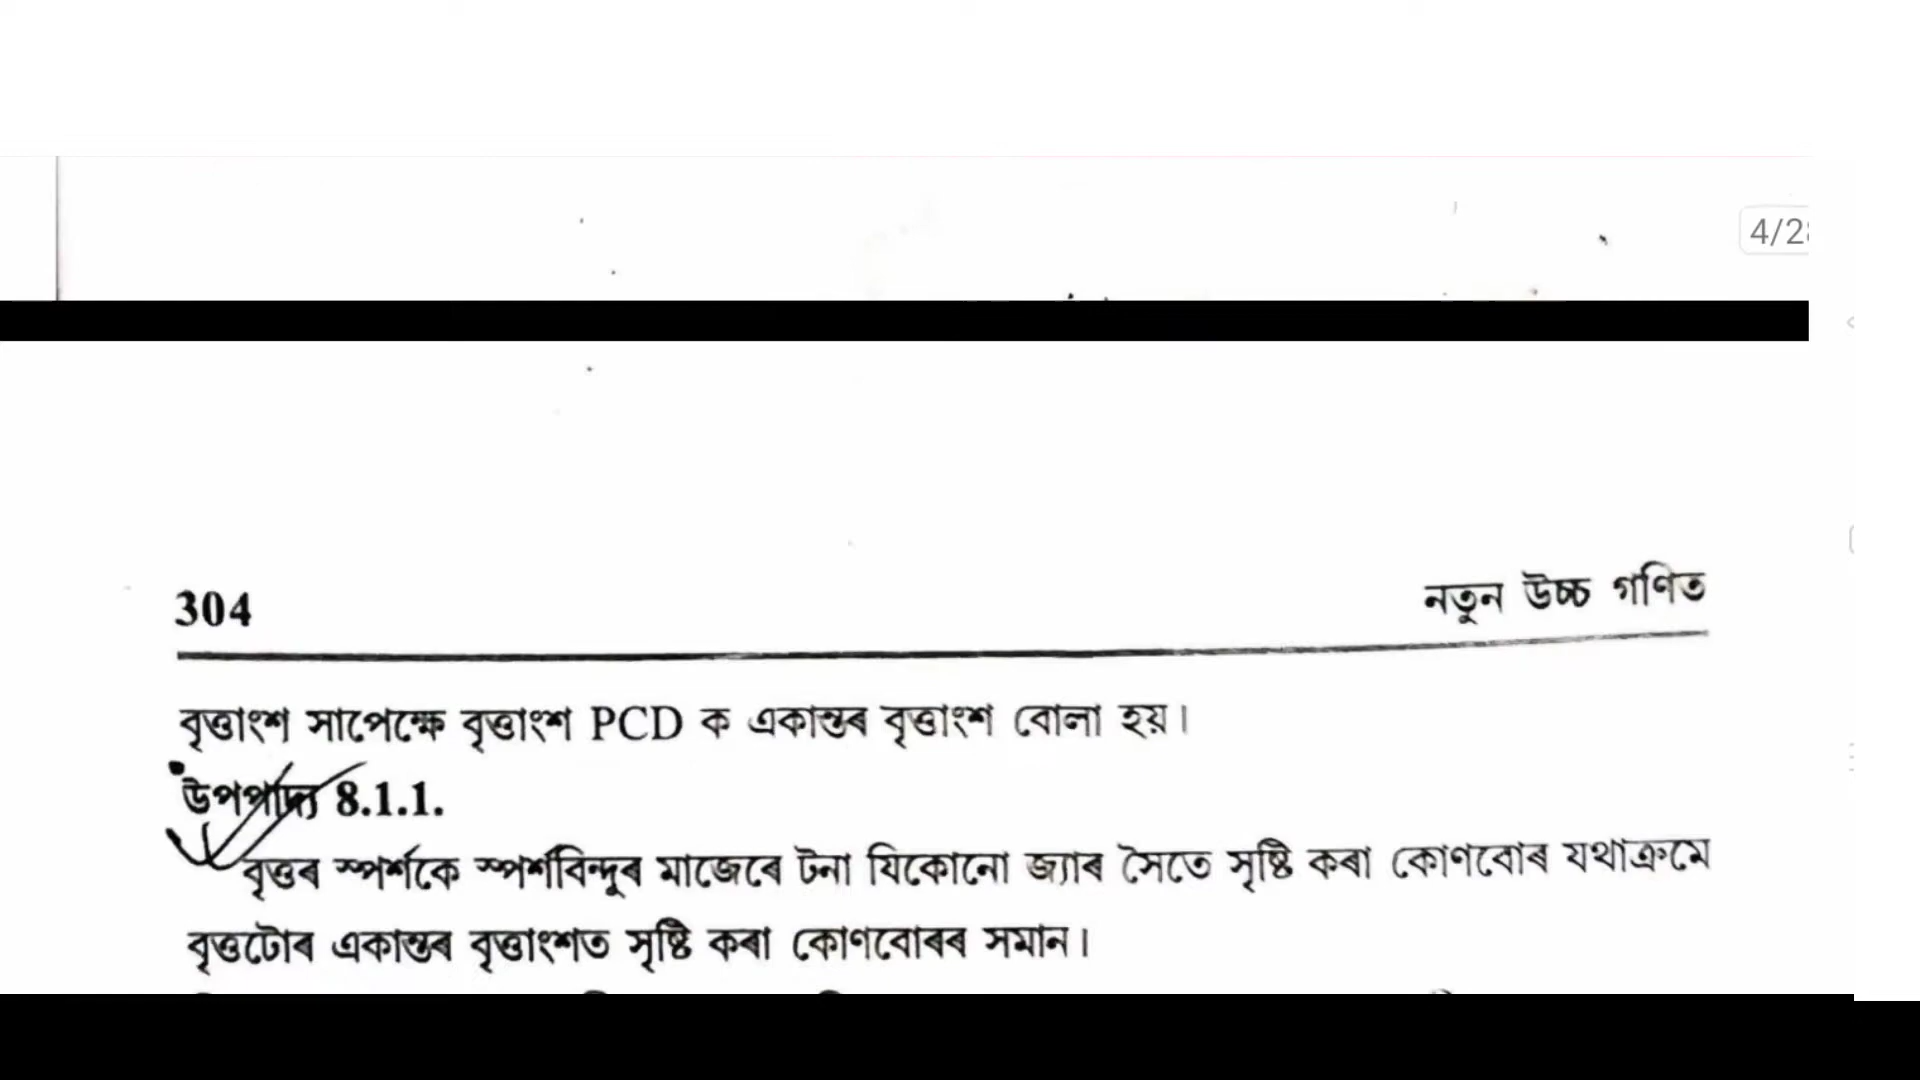 4/28
304
নতুন উচ্চ গণিত
বৃত্তাংশ সাপেক্ষে বৃত্তাংশ PCD ক একান্তৰ বৃত্তাংশ বোলা হয়।
উপপাদ্য 8.1.1.
বৃত্তৰ স্পৰ্শকে স্পৰ্শবিন্দুৰ মাজেৰে টনা যিকোনো জ্যাৰ সৈতে সৃষ্টি কৰা কোণবোৰ যথাক্ৰমে
বৃত্তটোৰ একান্তৰ বৃত্তাংশত সৃষ্টি কৰা কোণবোৰৰ সমান।